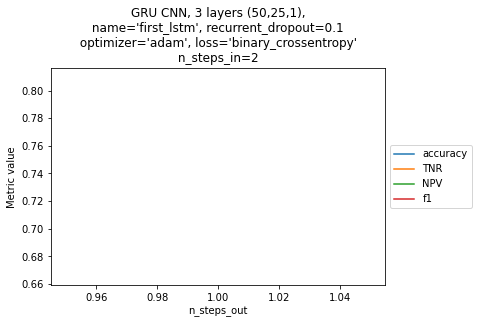 GRU CNN, 3 layers (50,25,1),
name='first_lstm', recurrent_dropout=0.1
optimizer='adam', loss='binary_crossentropy'
n_steps_in=2
Metric value
0.80
0.78
0.76
0.74
0.72
0.70
0.68
0.66
0.96
0.98
1.00
1.02
1.04
n_steps_out
accuracy
TNR
NPV
f1